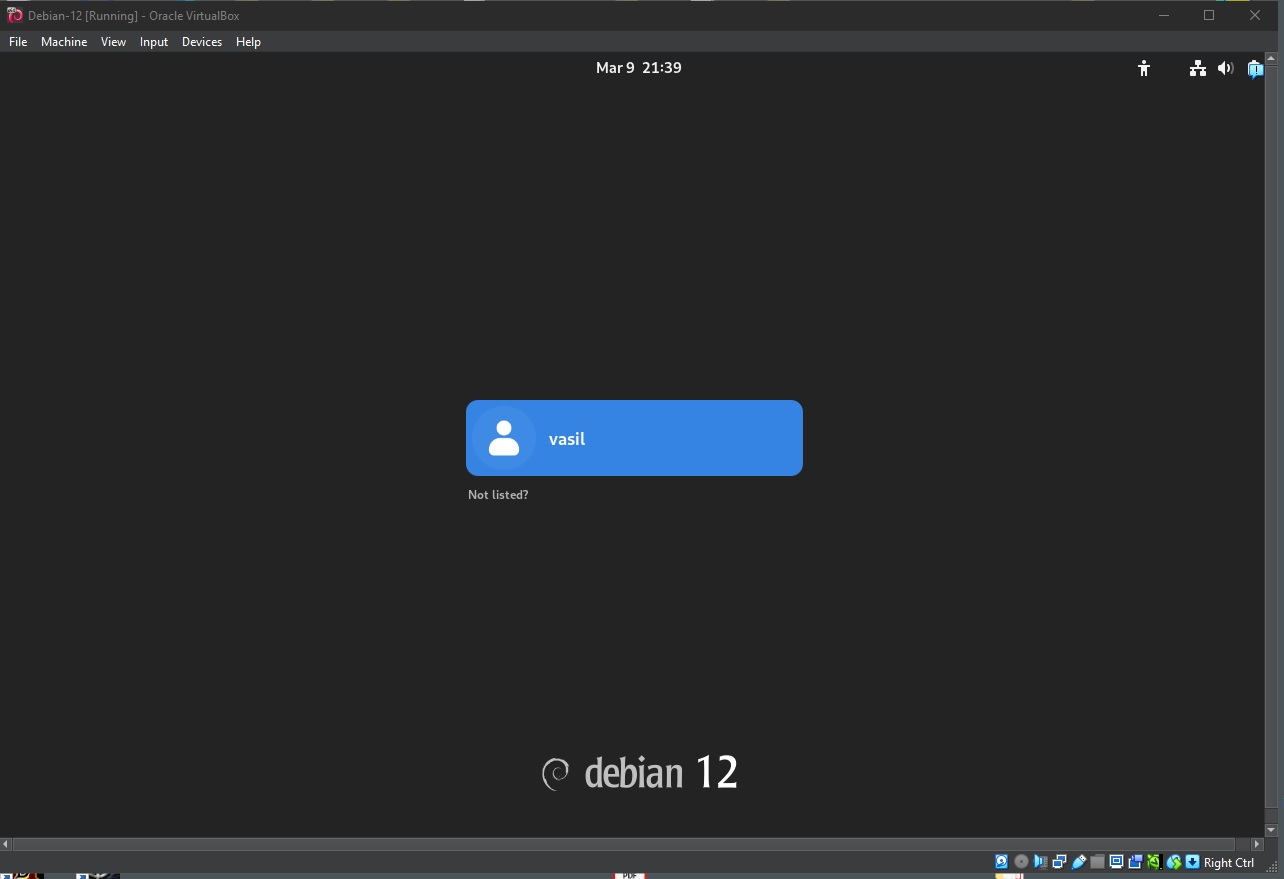 Debian-12 [Running] - Oracle VirtualBox
File Machine View Input Devices Help
Mar 9 21:39
vasil
Not listed?
debian 12
Right Ctrl
PDF